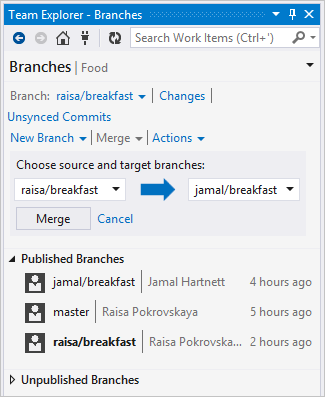 Team Explorer - Branches
Search Work Items (Ctrl+')
Branches | Food
Branch: raisa/breakfast | Changes |
Unsynced Commits
New Branch | Merge | Actions
Choose source and target branches:
raisa/breakfast jamal/breakfast
Merge Cancel
Published Branches
jamal/breakfast | Jamal Hartnett 4 hours ago
master | Raisa Pokrovskaya 5 hours ago
raisa/breakfast | Raisa Pokrovska... 2 hours ago
Unpublished Branches